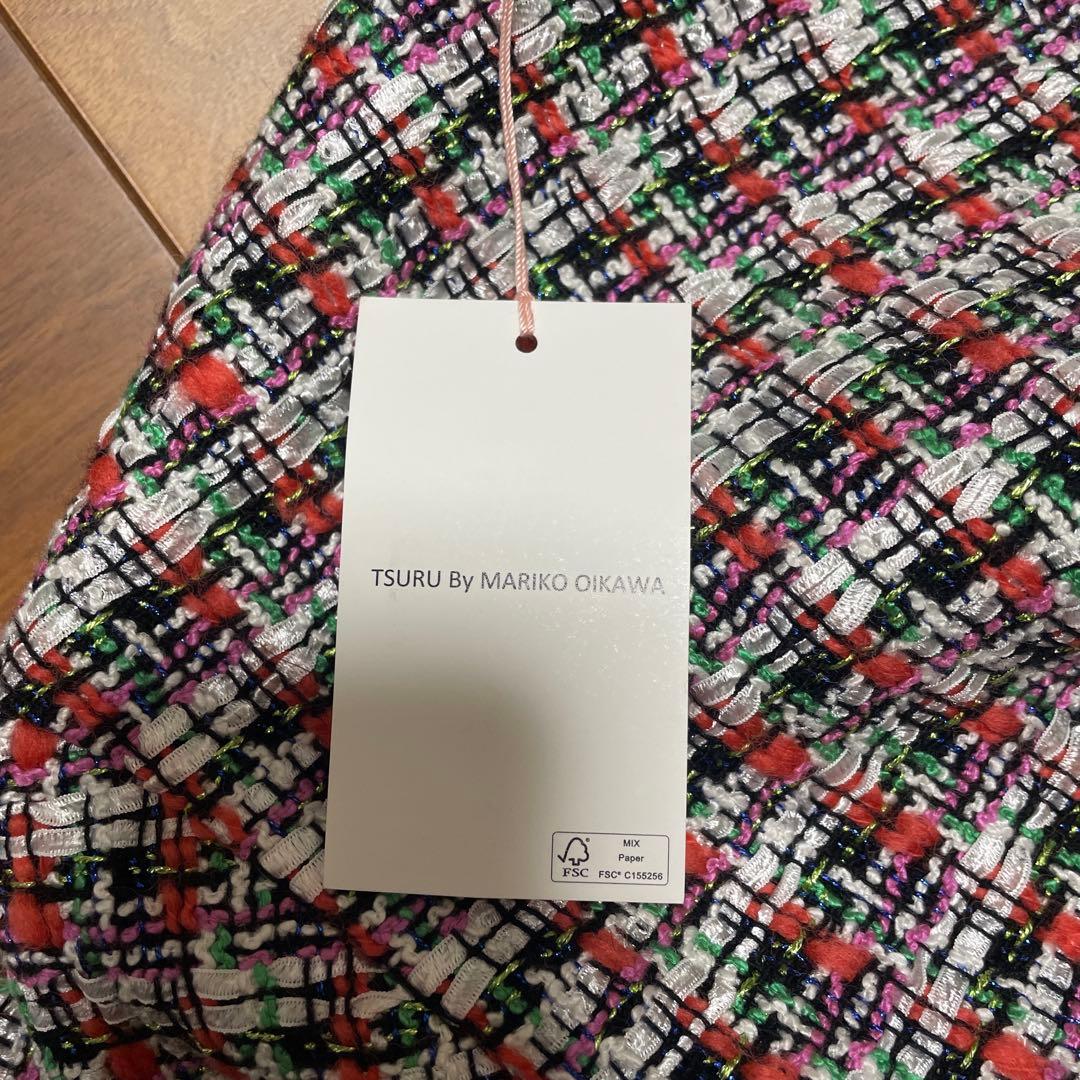 TSURU By MARIKO OIKAWA
MIX
Paper
FSC
FSC® C155256